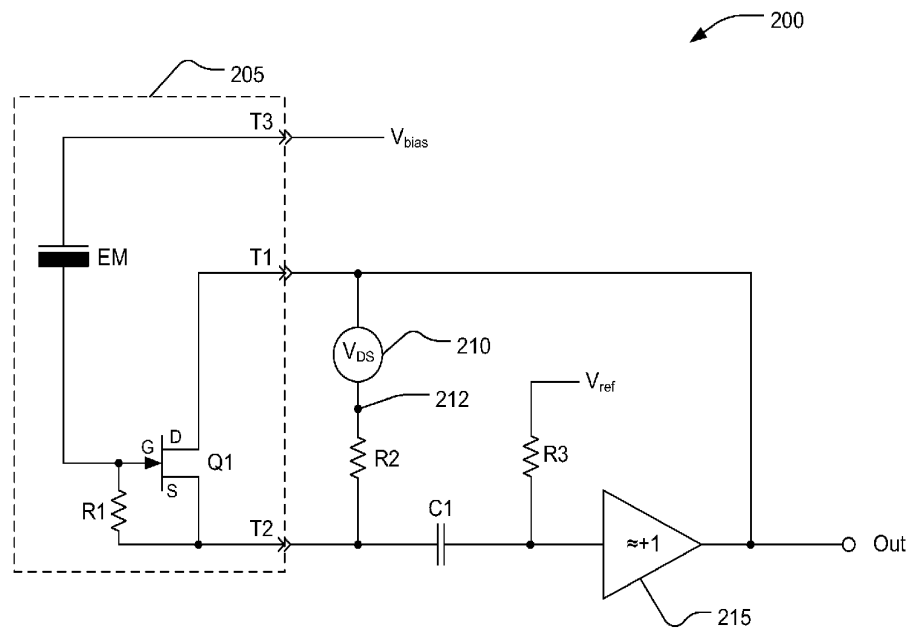 200
205
T3
V_bias
EM
T1
V_DS
210
212
V_ref
G
D
Q1
S
R2
R3
R1
T2
C1
≈+1
Out
215